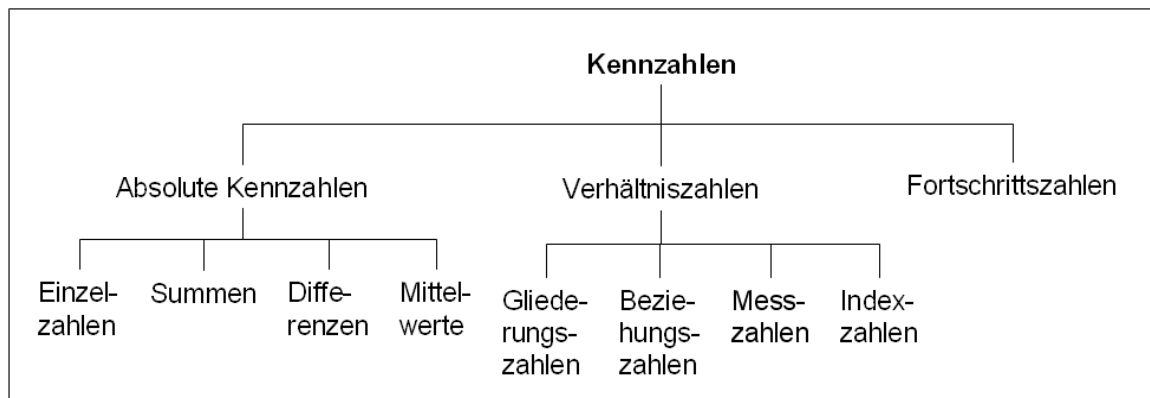 Kennzahlen
Absolute Kennzahlen
Verhältniszahlen
Fortschrittszahlen
Einzel-
zahlen
Summen
Diffe-
renzen
Mittel-
werte
Gliede-
rungs-
zahlen
Bezie-
hungs-
zahlen
Mess-
zahlen
Index-
zahlen